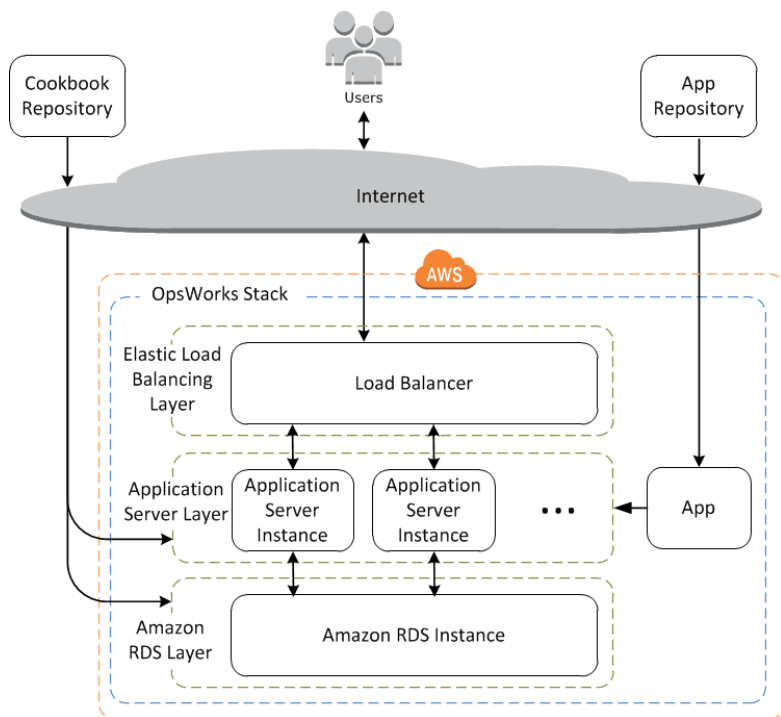 Users
Cookbook
Repository
App
Repository
Internet
AWS
OpsWorks Stack
Elastic Load
Balancing
Layer
Load Balancer
Application
Server Layer
Application
Server
Instance
Application
Server
Instance
...
App
Amazon
RDS Layer
Amazon RDS Instance